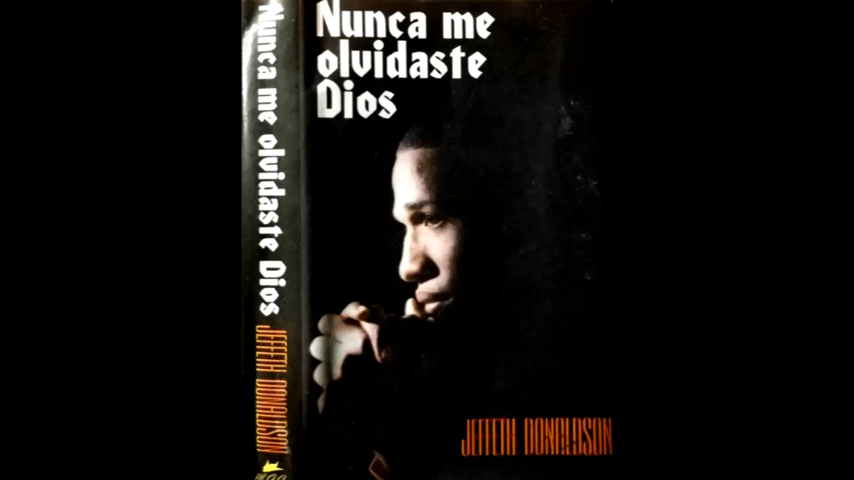 Nunca me
olvidaste
Dios
JEFFETH DONALDSON
Nunca me olvidaste Dios
JEFFETH DONALDSON